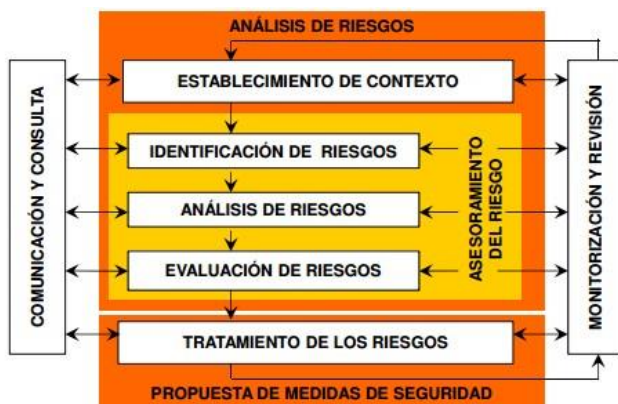 ANÁLISIS DE RIESGOS
COMUNICACIÓN Y CONSULTA
ESTABLECIMIENTO DE CONTEXTO
IDENTIFICACIÓN DE RIESGOS
ANÁLISIS DE RIESGOS
EVALUACIÓN DE RIESGOS
ASESORAMIENTO
DEL RIESGO
MONITORIZACIÓN Y REVISIÓN
TRATAMIENTO DE LOS RIESGOS
PROPUESTA DE MEDIDAS DE SEGURIDAD